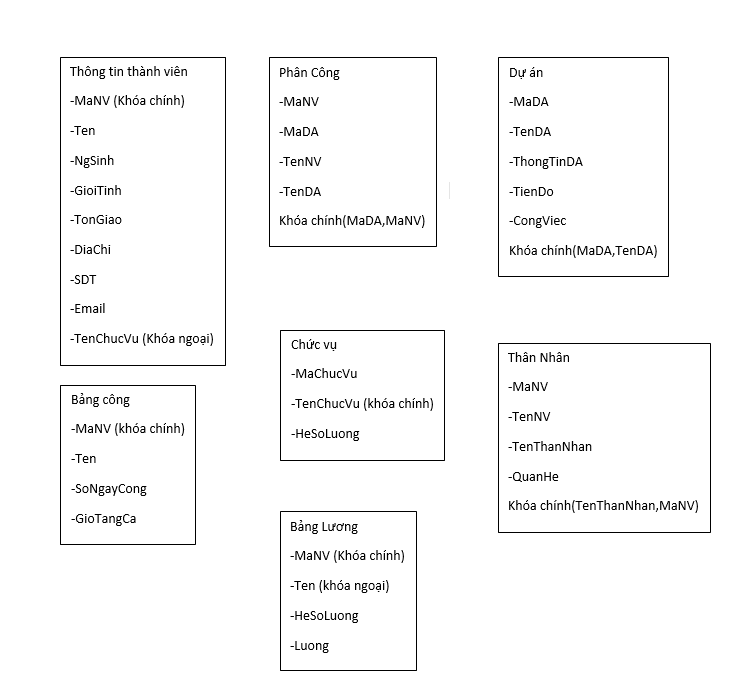 Thông tin thành viên
-MaNV (Khóa chính)
-Ten
-NgSinh
-GioiTinh
-TonGiao
-DiaChi
-SDT
-Email
-TenChucVu (Khóa ngoại)
Phân Công
-MaNV
-MaDA
-TenNV
-TenDA
Khóa chính(MaDA,MaNV)
Dự án
-MaDA
-TenDA
-ThongTinDA
-TienDo
-CongViec
Khóa chính(MaDA,TenDA)
Bảng công
-MaNV (khóa chính)
-Ten
-SoNgayCong
-GioTangCa
Chức vụ
-MaChucVu
-TenChucVu (khóa chính)
-HeSoLuong
Thân Nhân
-MaNV
-TenNV
-TenThanNhan
-QuanHe
Khóa chính(TenThanNhan,MaNV)
Bảng Lương
-MaNV (Khóa chính)
-Ten (khóa ngoại)
-HeSoLuong
-Luong